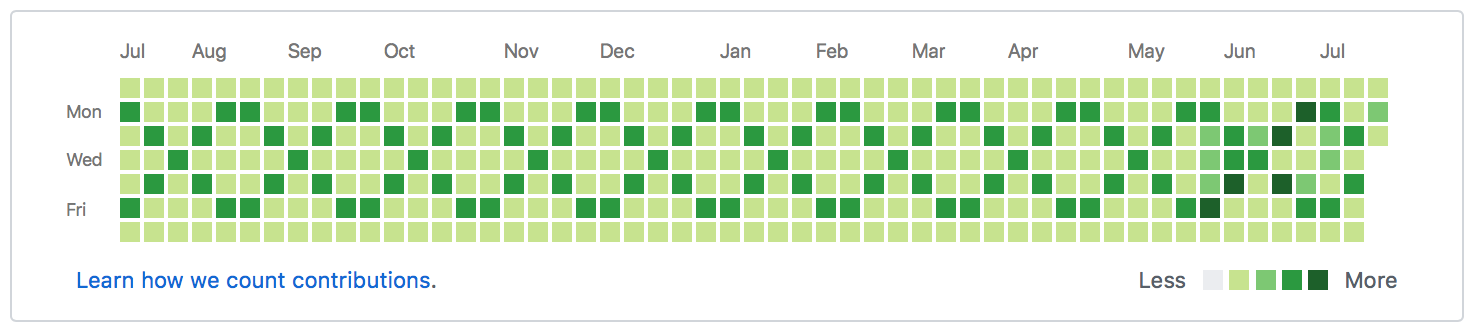 Jul Aug Sep Oct Nov Dec Jan Feb Mar Apr May Jun Jul
Mon
Wed
Fri
Learn how we count contributions. Less More